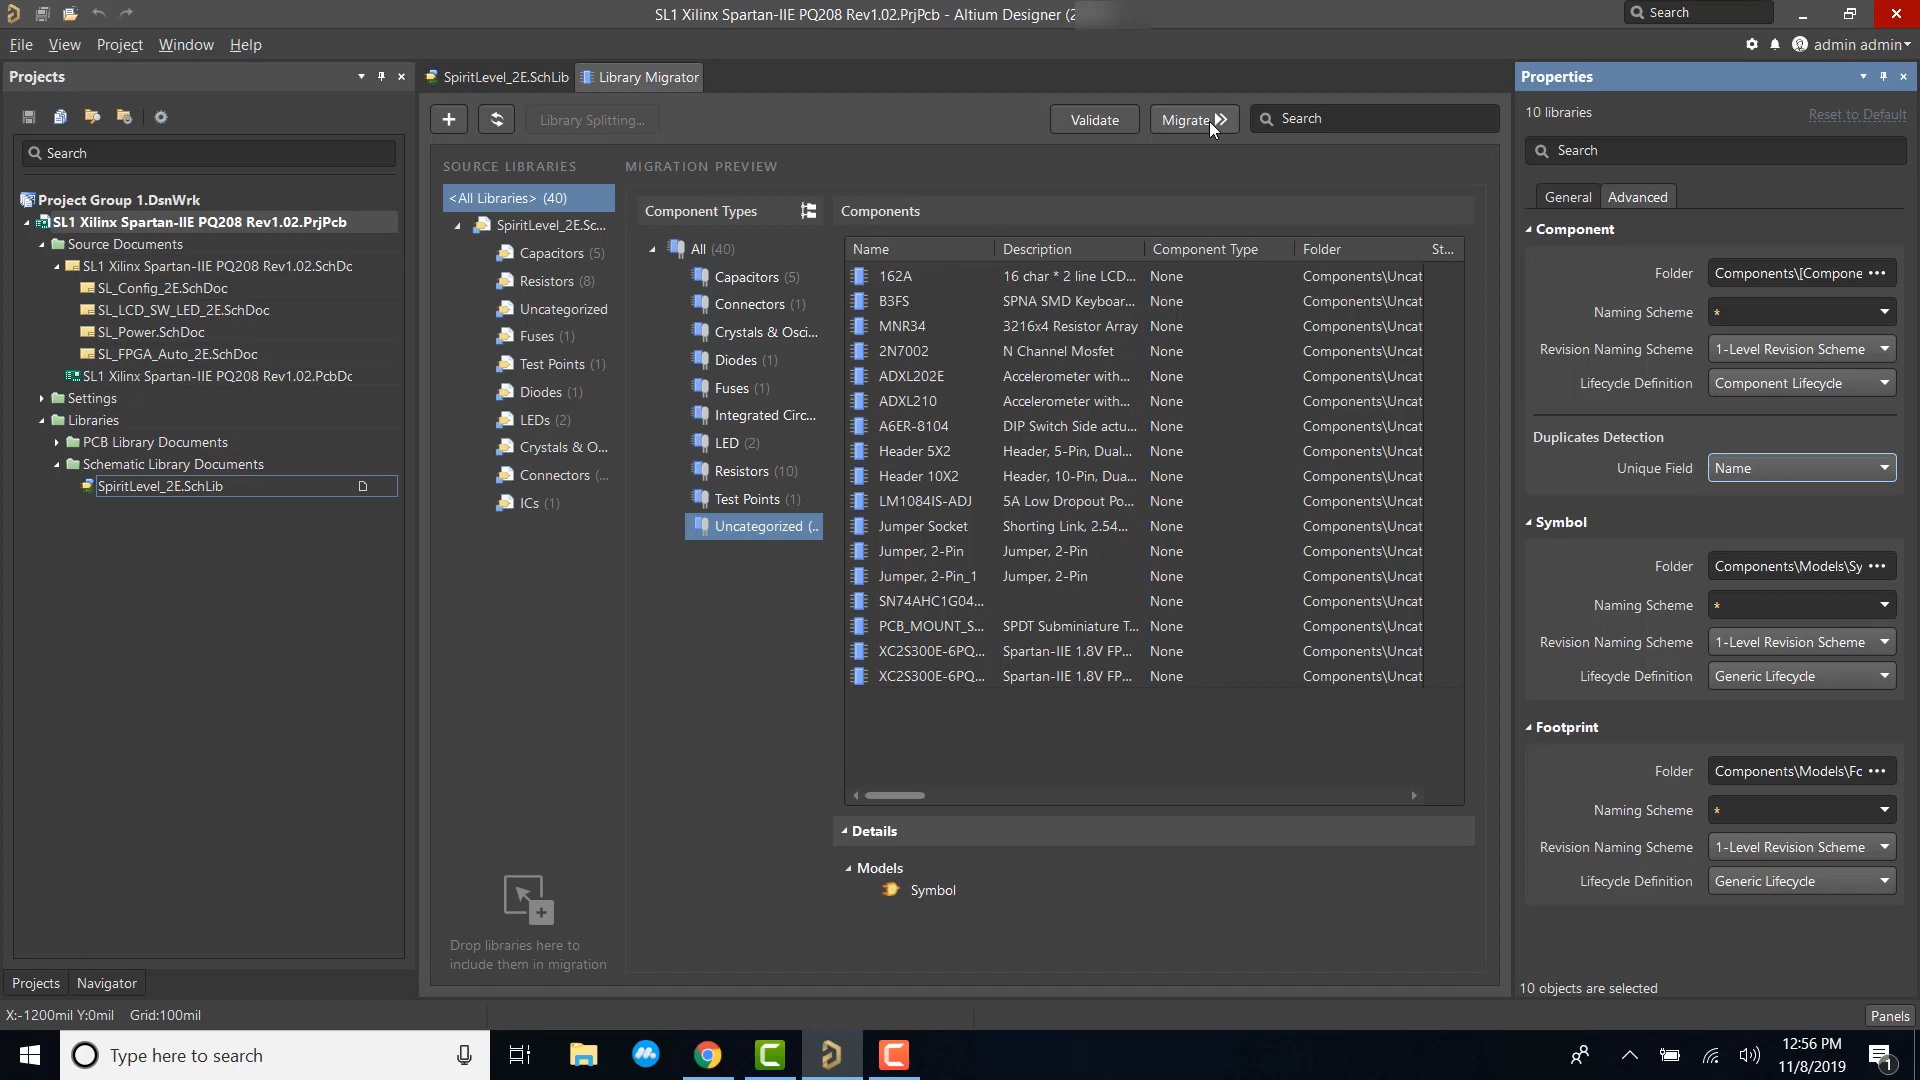 SL1 Xilinx Spartan-IIE PQ208 Rev1.02.PrjPcb - Altium Designer (2
Search
File View Project Window Help
admin admin
Projects
SpiritLevel_2E.SchLib
Library Migrator
Properties
Library Splitting...
Validate
Migrate
Search
10 libraries
Reset to Default
Search
Search
SOURCE LIBRARIES
MIGRATION PREVIEW
General
Advanced
Project Group 1.DsnWrk
SL1 Xilinx Spartan-IIE PQ208 Rev1.02.PrjPcb
Source Documents
SL1 Xilinx Spartan-IIE PQ208 Rev1.02.SchDc
SL_Config_2E.SchDoc
SL_LCD_SW_LED_2E.SchDoc
SL_Power.SchDoc
SL_FPGA_Auto_2E.SchDoc
SL1 Xilinx Spartan-IIE PQ208 Rev1.02.PcbDc
Settings
Libraries
PCB Library Documents
Schematic Library Documents
SpiritLevel_2E.SchLib
<All Libraries> (40)
SpiritLevel_2E.Sc...
Capacitors (5)
Resistors (8)
Uncategorized
Fuses (1)
Test Points (1)
Diodes (1)
LEDs (2)
Crystals & O...
Connectors (...
ICs (1)
Drop libraries here to
include them in migration
Component Types
All (40)
Capacitors (5)
Connectors (1)
Crystals & Osci...
Diodes (1)
Fuses (1)
Integrated Circ...
LED (2)
Resistors (10)
Test Points (1)
Uncategorized (..
Components
Name Description Component Type Folder St...
162A 16 char * 2 line LCD... None Components\Uncat
B3FS SPNA SMD Keyboar... None Components\Uncat
MNR34 3216x4 Resistor Array None Components\Uncat
2N7002 N Channel Mosfet None Components\Uncat
ADXL202E Accelerometer with... None Components\Uncat
ADXL210 Accelerometer with... None Components\Uncat
A6ER-8104 DIP Switch Side actu... None Components\Uncat
Header 5X2 Header, 5-Pin, Dual... None Components\Uncat
Header 10X2 Header, 10-Pin, Dua... None Components\Uncat
LM1084IS-ADJ 5A Low Dropout Po... None Components\Uncat
Jumper Socket Shorting Link, 2.54... None Components\Uncat
Jumper, 2-Pin Jumper, 2-Pin None Components\Uncat
Jumper, 2-Pin_1 Jumper, 2-Pin None Components\Uncat
SN74AHC1G04... None Components\Uncat
PCB_MOUNT_S... SPDT Subminiature T... None Components\Uncat
XC2S300E-6PQ... Spartan-IIE 1.8V FP... None Components\Uncat
XC2S300E-6PQ... Spartan-IIE 1.8V FP... None Components\Uncat
Details
Models
Symbol
Component
Folder Components\[Compone •••
Naming Scheme *
Revision Naming Scheme 1-Level Revision Scheme
Lifecycle Definition Component Lifecycle
Duplicates Detection
Unique Field Name
Symbol
Folder Components\Models\Sy •••
Naming Scheme *
Revision Naming Scheme 1-Level Revision Scheme
Lifecycle Definition Generic Lifecycle
Footprint
Folder Components\Models\Fc •••
Naming Scheme *
Revision Naming Scheme 1-Level Revision Scheme
Lifecycle Definition Generic Lifecycle
Projects
Navigator
10 objects are selected
X:-1200mil Y:0mil Grid:100mil
Panels
Type here to search
12:56 PM
11/8/2019
1